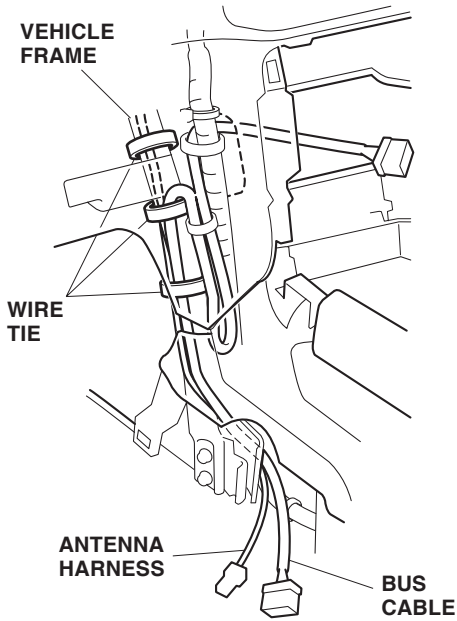 VEHICLE
FRAME
WIRE
TIE
ANTENNA
HARNESS
BUS
CABLE